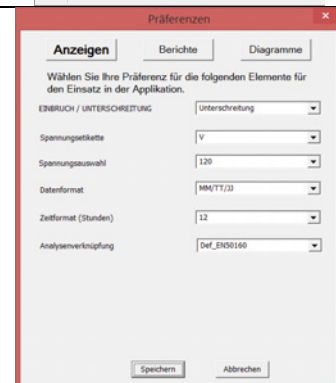 Präferenzen
Anzeigen Berichte Diagramme
Wählen Sie Ihre Präferenz für die folgenden Elemente für
den Einsatz in der Applikation.
EINBRUCH / UNTERSCHREITUNG Unterschreitung
Spannungsetikette V
Spannungsauswahl 120
Datenformat MM/TT/JJ
Zeitformat (Stunden) 12
Analysenverknüpfung Def_EN50160
Speichern Abbrechen